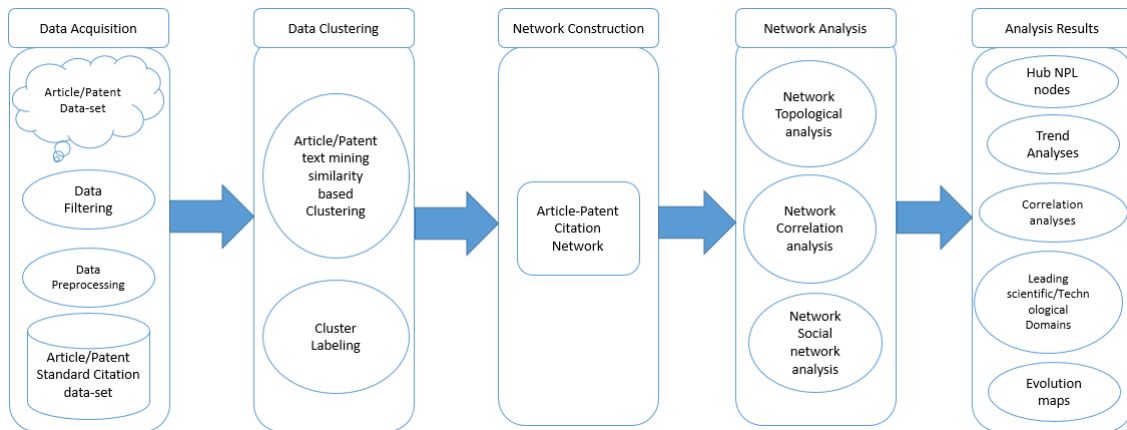 Data Acquisition
Article/Patent
Data-set
Data
Filtering
Data
Preprocessing
Article/Patent
Standard Citation
data-set
Data Clustering
Article/Patent
text mining
similarity
based
Clustering
Cluster
Labeling
Network Construction
Article-Patent
Citation
Network
Network Analysis
Network
Topological
analysis
Network
Correlation
analysis
Network
Social
network
analysis
Analysis Results
Hub NPL
nodes
Trend
Analyses
Correlation
analyses
Leading
scientific/Techn
ological
Domains
Evolution
maps